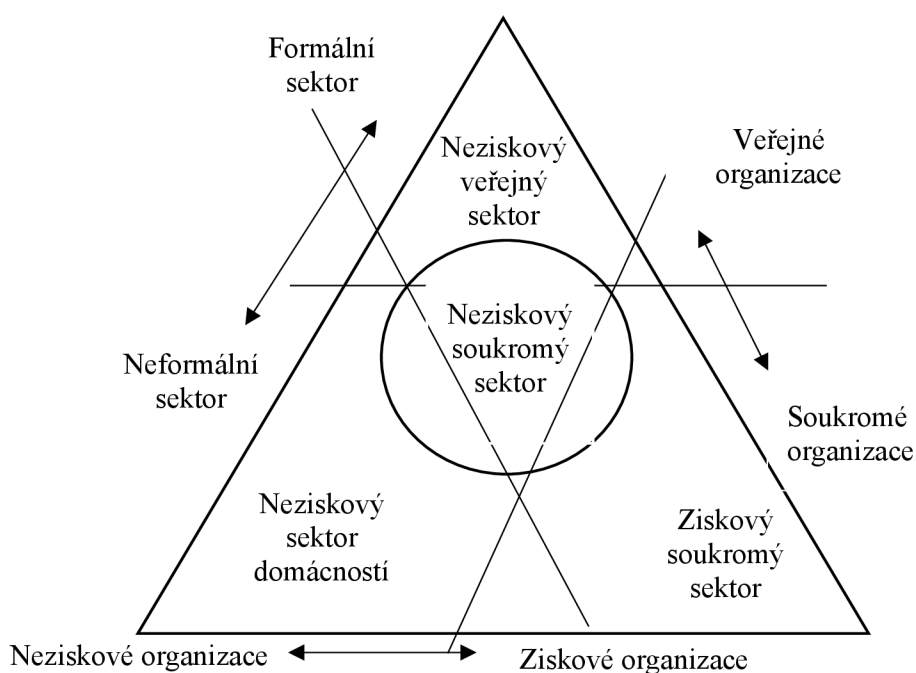 Formální
sektor
Neziskový
veřejný
sektor
Veřejné
organizace
Neziskový
soukromý
sektor
Neformální
sektor
Soukromé
organizace
Neziskový
sektor
domácností
Ziskový
soukromý
sektor
Neziskové organizace
Ziskové organizace